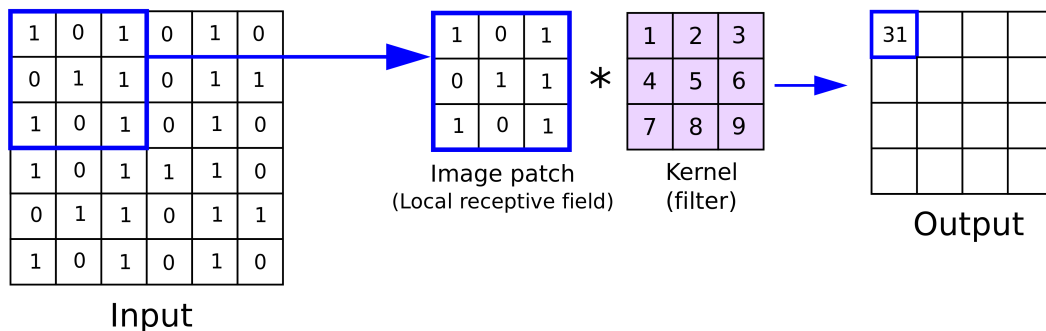 1 0 1 0 1 0
0 1 1 0 1 1
1 0 1 0 1 0
1 0 1 1 1 0
0 1 1 0 1 1
1 0 1 0 1 0
Input
1 0 1
0 1 1
1 0 1
Image patch
(Local receptive field)
*
1 2 3
4 5 6
7 8 9
Kernel
(filter)
31
Output